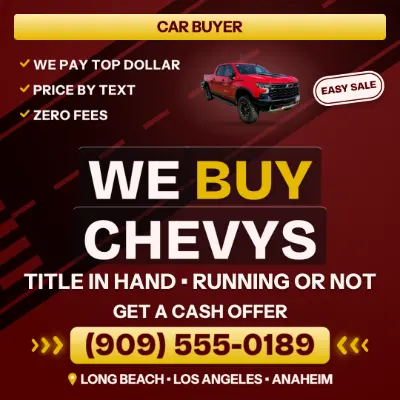 CAR BUYER
WE PAY TOP DOLLAR
PRICE BY TEXT
ZERO FEES
EASY SALE
WE BUY
CHEVYS
TITLE IN HAND • RUNNING OR NOT
GET A CASH OFFER
(909) 555-0189
LONG BEACH • LOS ANGELES • ANAHEIM